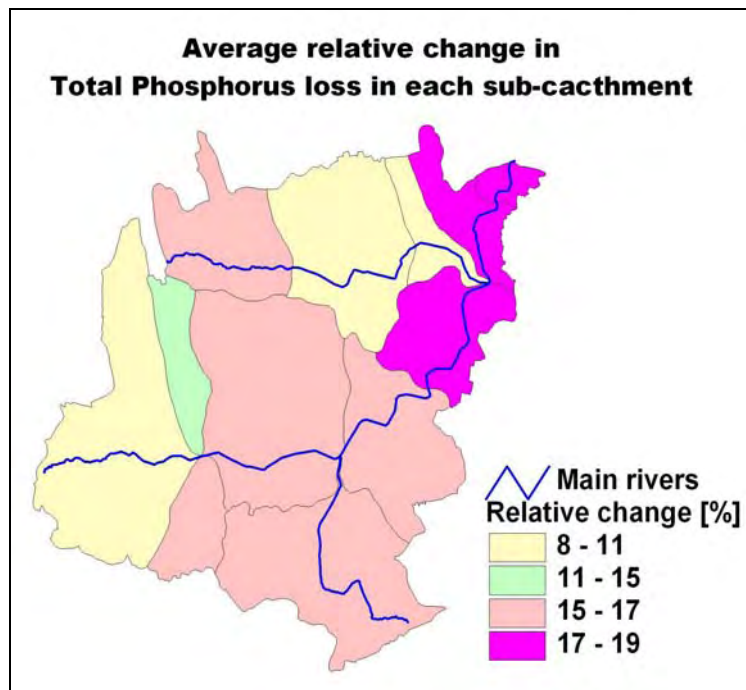 Average relative change in
Total Phosphorus loss in each sub-cacthment
Main rivers
Relative change [%]
8 - 11
11 - 15
15 - 17
17 - 19